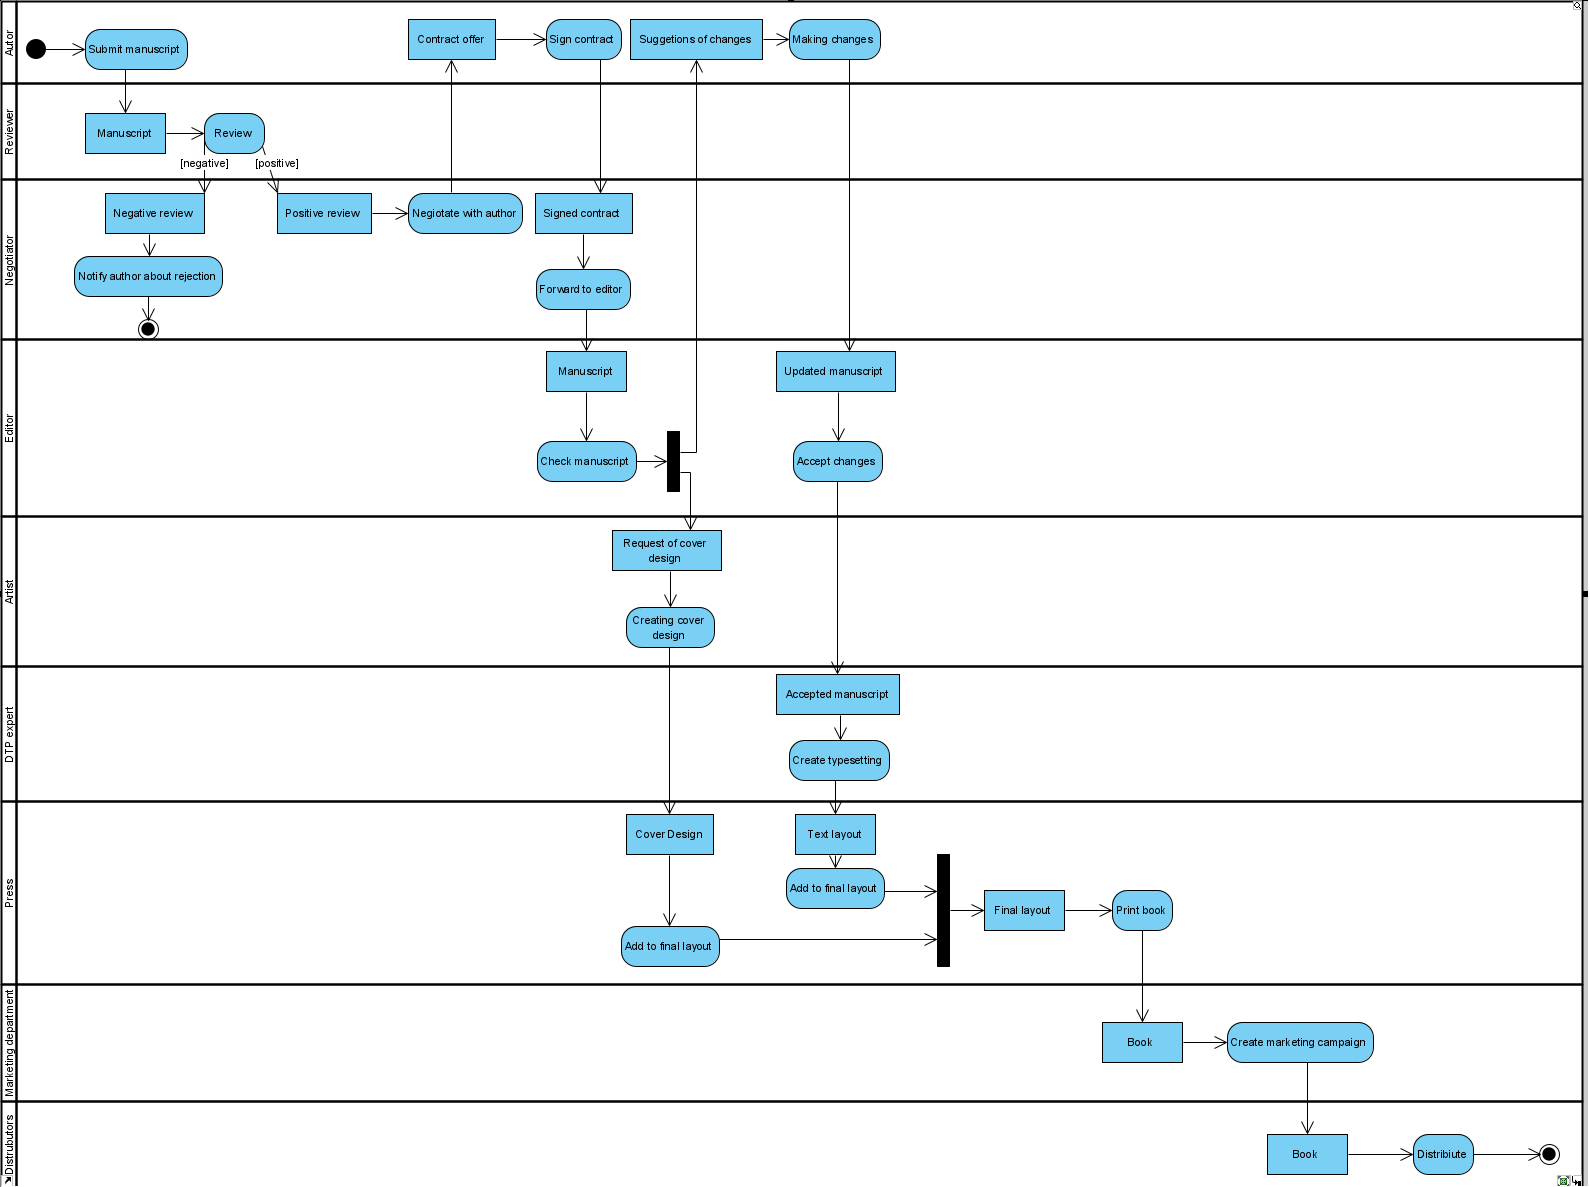 Autor
Submit manuscript
Contract offer
Sign contract
Suggetions of changes
Making changes
Reviewer
Manuscript
Review
[negative]
[positive]
Negotiator
Negative review
Positive review
Negiotate with author
Signed contract
Notify author about rejection
Forward to editor
Editor
Manuscript
Updated manuscript
Check manuscript
Accept changes
Artist
Request of cover
design
Creating cover
design
DTP expert
Accepted manuscript
Create typesetting
Press
Cover Design
Text layout
Add to final layout
Final layout
Print book
Add to final layout
Marketing department
Book
Create marketing campaign
Distrubutors
Book
Distribiute